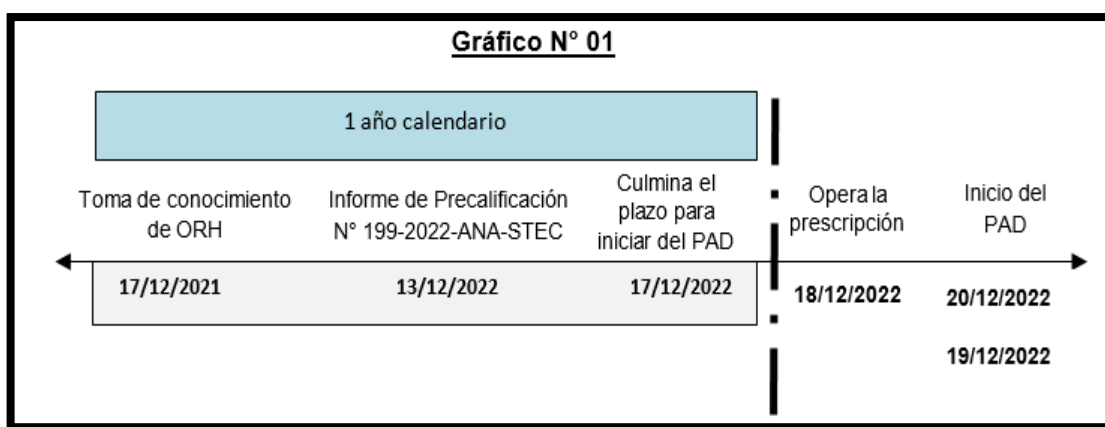 Gráfico N° 01
1 año calendario
Toma de conocimiento
de ORH
Informe de Precalificación
N° 199-2022-ANA-STEC
Culmina el
plazo para
iniciar del PAD
Opera la
prescripción
Inicio del
PAD
17/12/2021
13/12/2022
17/12/2022
18/12/2022
20/12/2022
19/12/2022